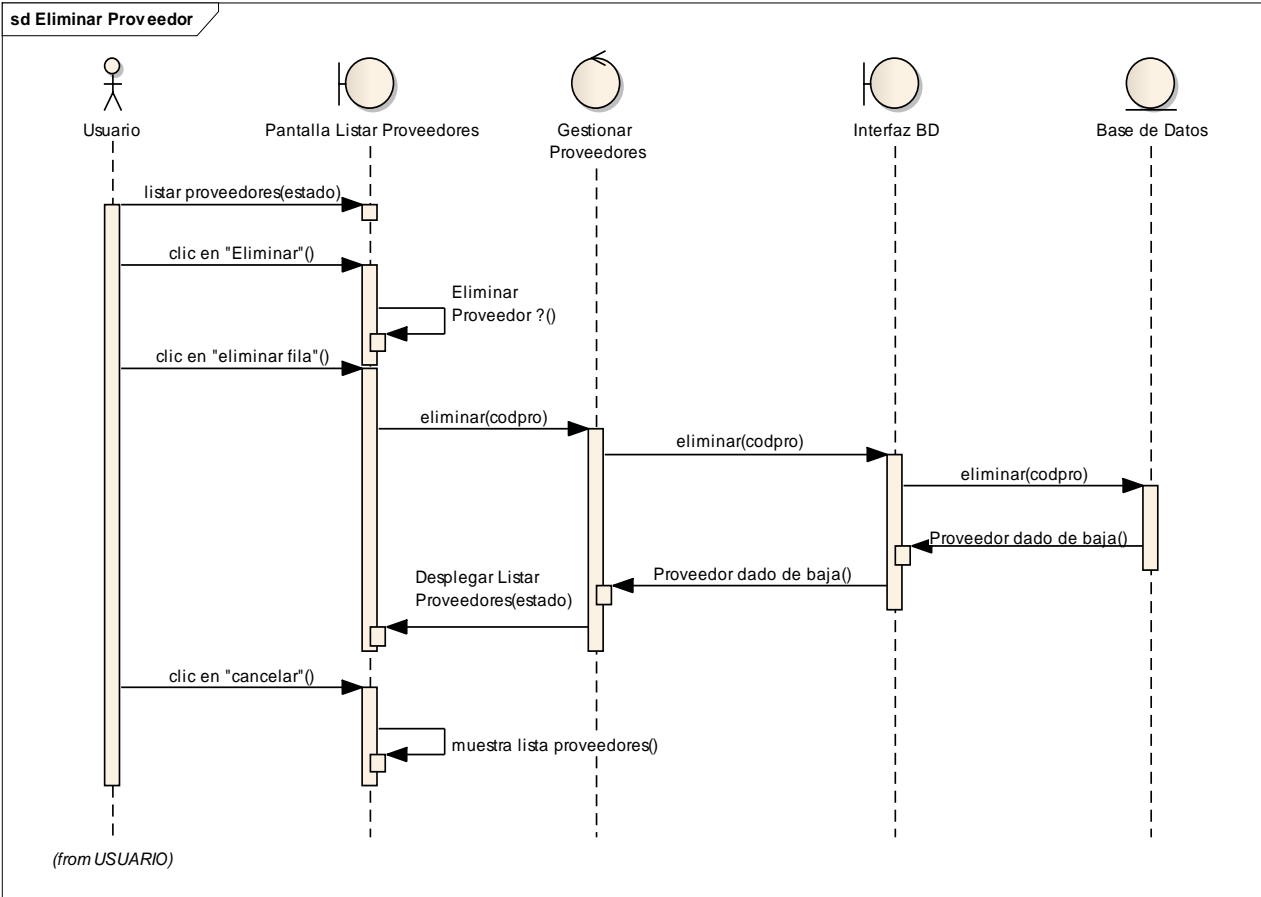 sd Eliminar Proveedor
Usuario
Pantalla Listar Proveedores
Gestionar
Proveedores
Interfaz BD
Base de Datos
listar proveedores(estado)
clic en "Eliminar"()
Eliminar
Proveedor ?()
clic en "eliminar fila"()
eliminar(codpro)
eliminar(codpro)
eliminar(codpro)
Proveedor dado de baja()
Proveedor dado de baja()
Desplegar Listar
Proveedores(estado)
clic en "cancelar"()
muestra lista proveedores()
(from USUARIO)